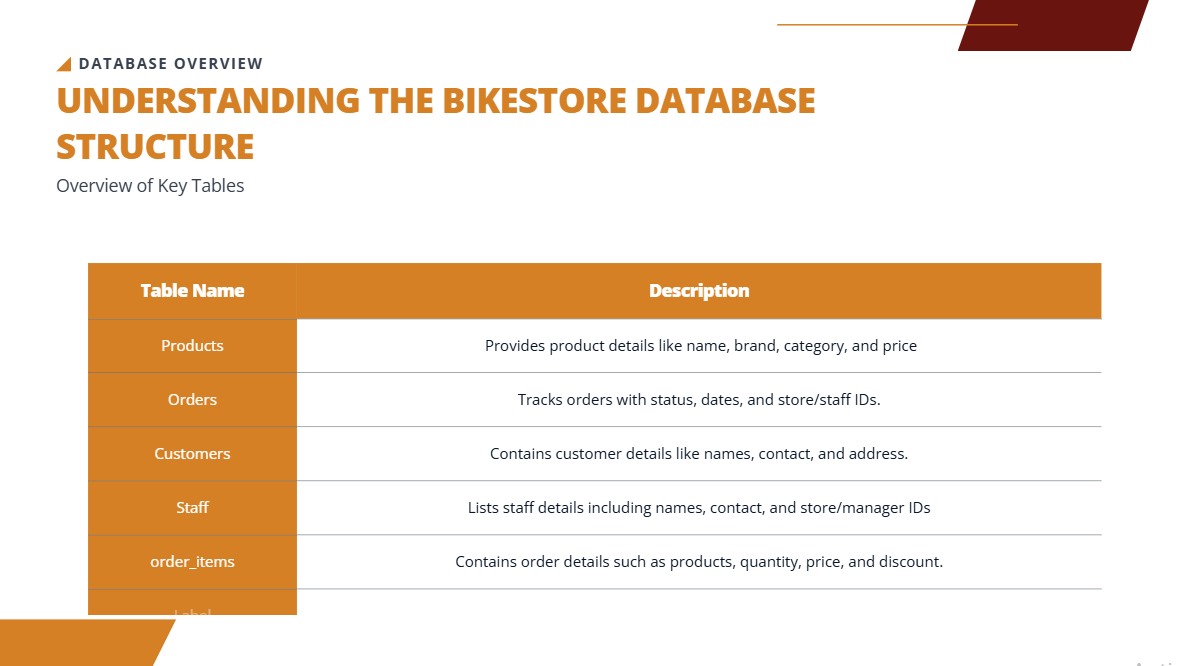 DATABASE OVERVIEW
UNDERSTANDING THE BIKESTORE DATABASE
STRUCTURE
Overview of Key Tables
Table Name Description
Products Provides product details like name, brand, category, and price
Orders Tracks orders with status, dates, and store/staff IDs.
Customers Contains customer details like names, contact, and address.
Staff Lists staff details including names, contact, and store/manager IDs
order_items Contains order details such as products, quantity, price, and discount.
Label